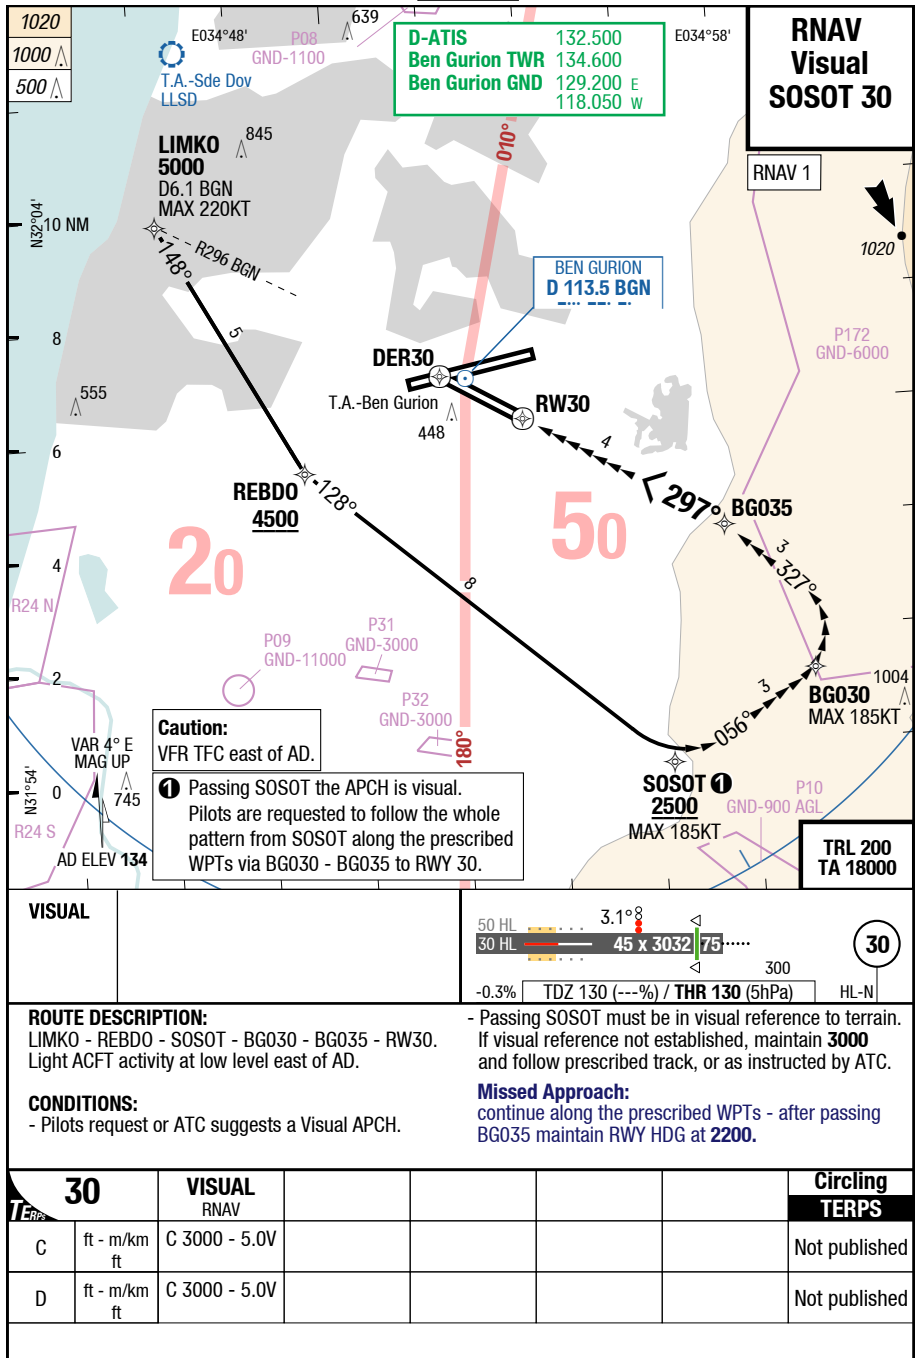 1020
1000
500
E034°48'
639
P08
GND-1100
T.A.-Sde Dov
LLSD
D-ATIS 132.500
Ben Gurion TWR 134.600
Ben Gurion GND 129.200 E
118.050 W
E034°58'
RNAV
Visual
SOSOT 30
RNAV 1
LIMKO
5000
D6.1 BGN
MAX 220KT
845
010°
N32°04'
10 NM
148°
R296 BGN
1020
BEN GURION
D 113.5 BGN
5
8
P172
GND-6000
DER30
T.A.-Ben Gurion
448
RW30
555
6
4
REBDO
4500
128°
297°
BG035
20
50
3
327°
4
8
R24 N
P31
GND-3000
P09
GND-11000
2
P32
GND-3000
1004
BG030
MAX 185KT
3
056°
VAR 4° E
MAG UP
180°
Caution:
VFR TFC east of AD.
N31°54'
0
745
R24 S
AD ELEV 134
1 Passing SOSOT the APCH is visual.
Pilots are requested to follow the whole
pattern from SOSOT along the prescribed
WPTs via BG030 - BG035 to RWY 30.
SOSOT 1
2500
MAX 185KT
P10
GND-900 AGL
TRL 200
TA 18000
VISUAL
50 HL
30 HL
3.1°
45 x 3032
75
300
30
-0.3%
TDZ 130 (---%) / THR 130 (5hPa)
HL-N
ROUTE DESCRIPTION:
LIMKO - REBDO - SOSOT - BG030 - BG035 - RW30.
Light ACFT activity at low level east of AD.
CONDITIONS:
- Pilots request or ATC suggests a Visual APCH.
- Passing SOSOT must be in visual reference to terrain.
If visual reference not established, maintain 3000
and follow prescribed track, or as instructed by ATC.
Missed Approach:
continue along the prescribed WPTs - after passing
BG035 maintain RWY HDG at 2200.
TERPS
30
VISUAL
RNAV
Circling
TERPS
C
ft - m/km
ft
C 3000 - 5.0V
Not published
D
ft - m/km
ft
C 3000 - 5.0V
Not published